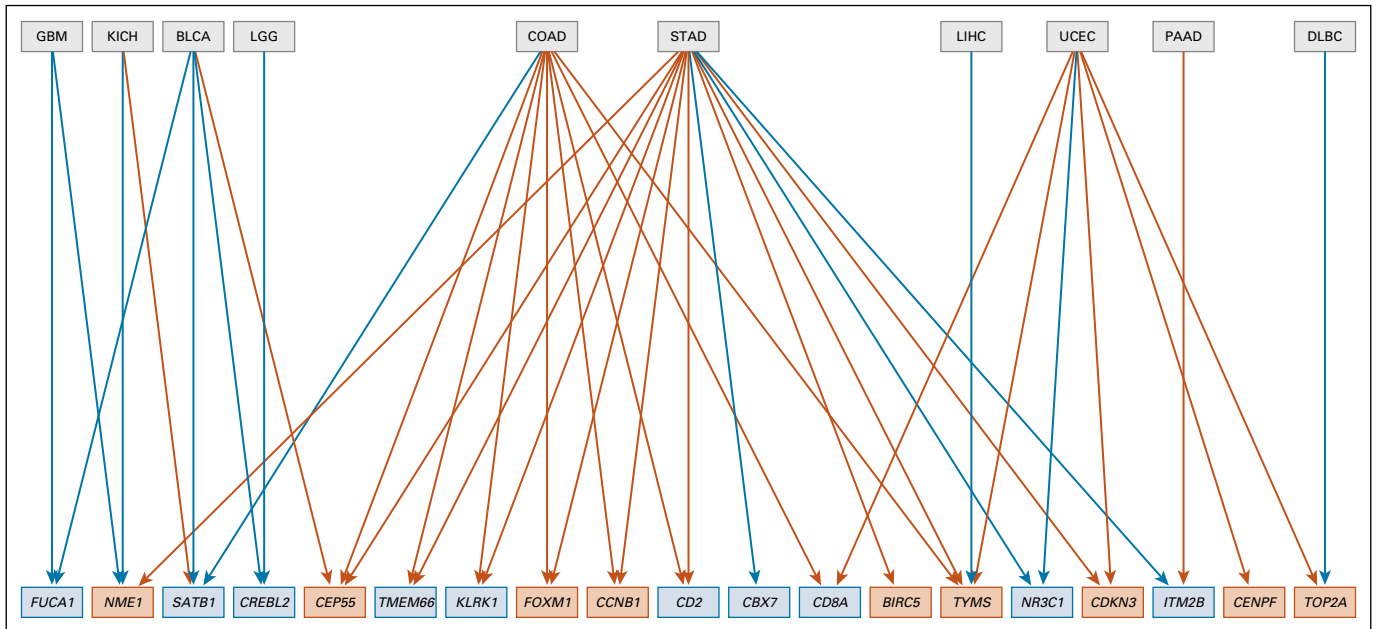 GBM KICH BLCA LGG COAD STAD LIHC UCEC PAAD DLBC
FUCA1 NME1 SATB1 CREBL2 CEP55 TMEM66 KLRK1 FOXM1 CCNB1 CD2 CBX7 CD8A BIRC5 TYMS NR3C1 CDKN3 ITM2B CENPF TOP2A